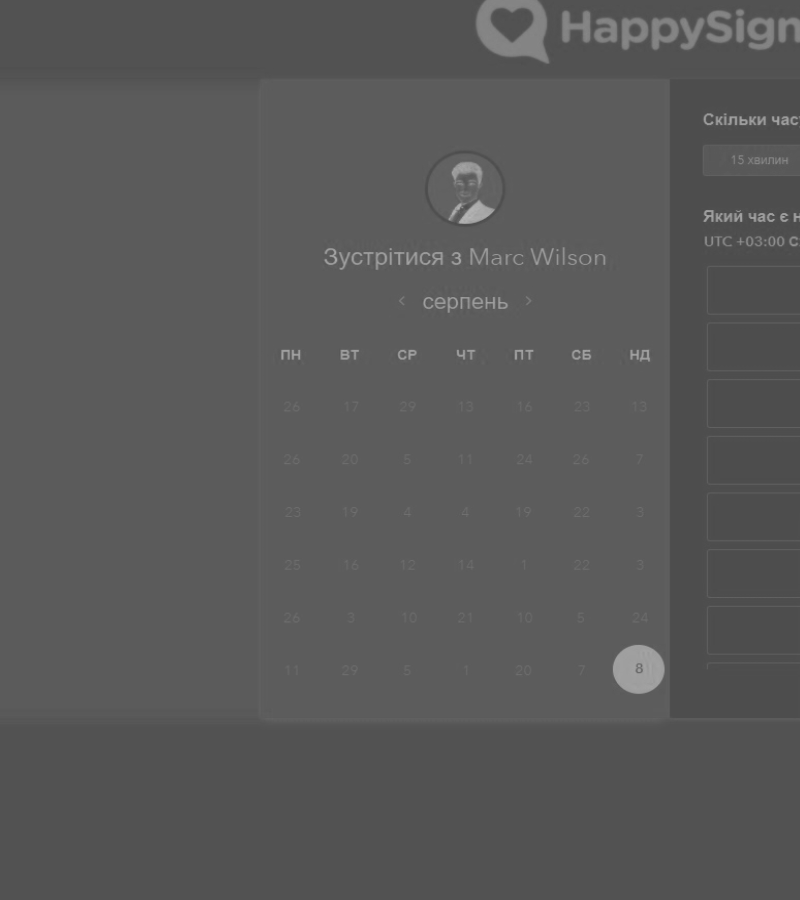 HappySign
Зустрітися з Marc Wilson
серпень
ПН ВТ СР ЧТ ПТ СБ НД
26 17 29 13 16 23 13
26 20 5 11 24 26 7
23 19 4 4 19 22 3
25 16 12 14 1 22 3
26 3 10 21 10 5 24
11 29 5 1 20 7 8
Скільки час
15 хвилин
Який час є н
UTC +03:00